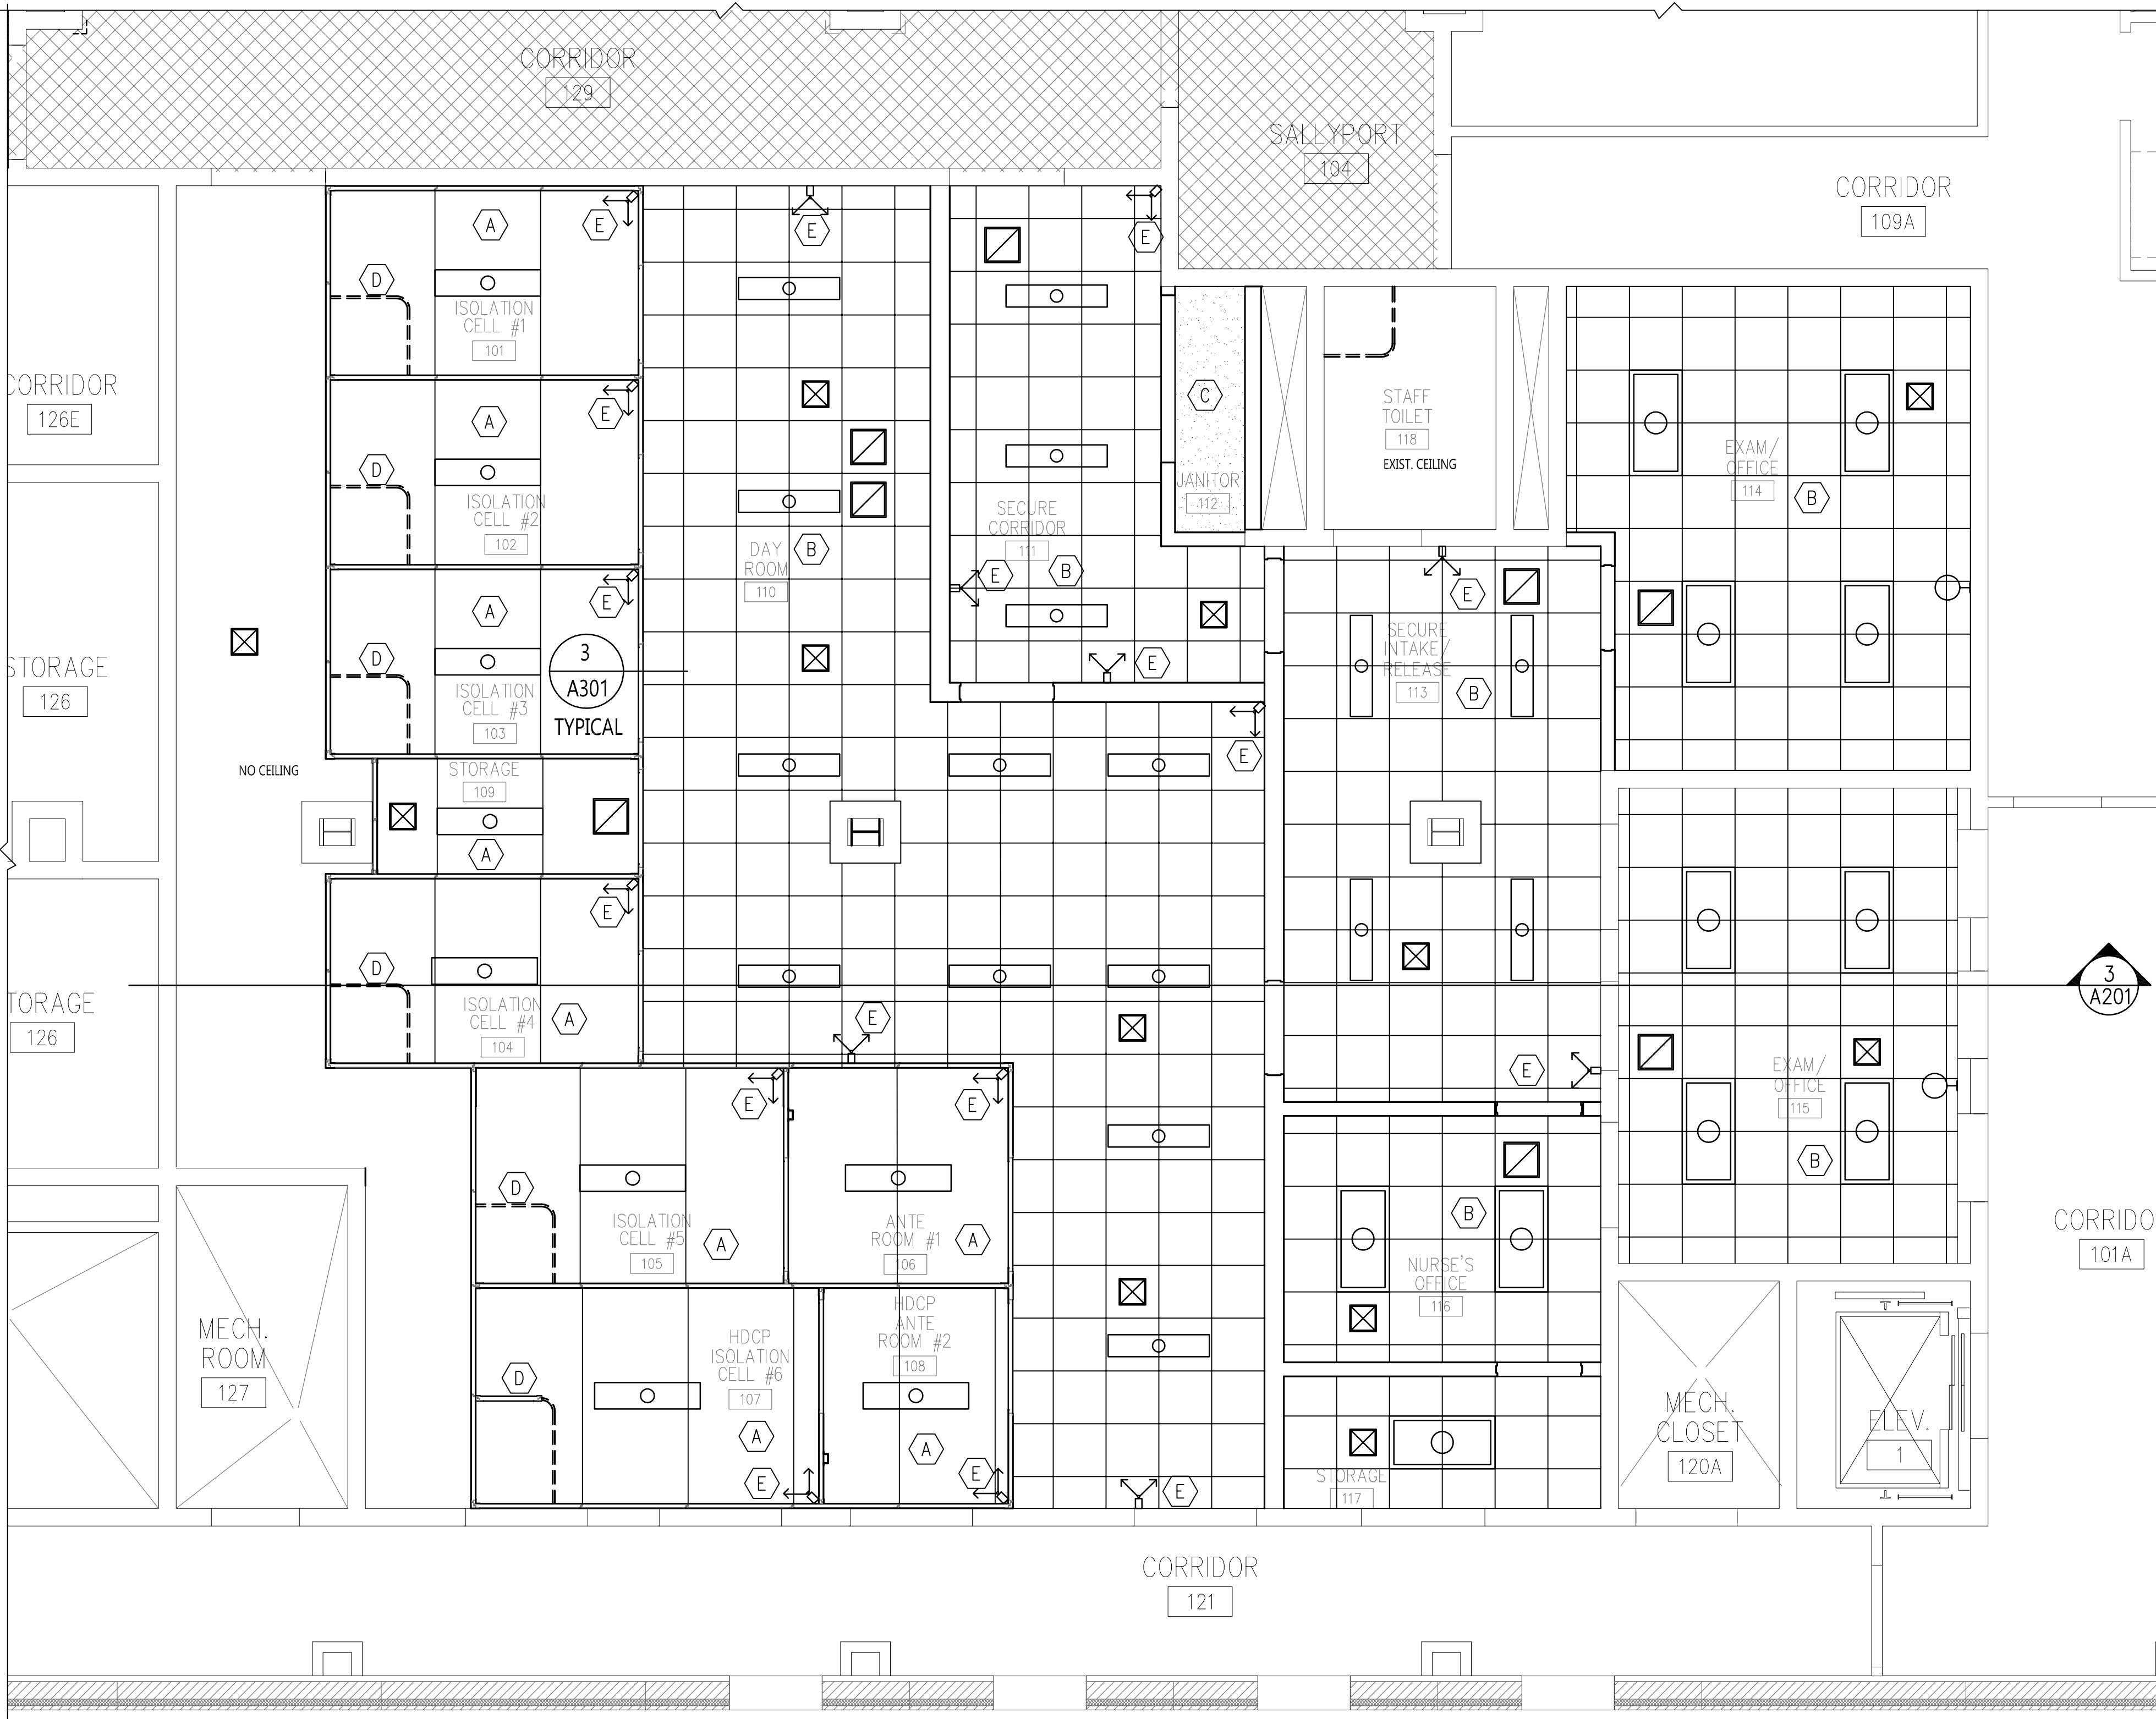 CORRIDOR
129
SALLYPORT
104
CORRIDOR
109A
A
E
D
ISOLATION
CELL #1
101
E
E
CORRIDOR
126E
A
E
D
ISOLATION
CELL #2
102
C
JANITOR
112
STAFF
TOILET
118
EXIST. CEILING
EXAM/
OFFICE
114
B
DAY
ROOM
110
B
SECURE
CORRIDOR
111
E
B
E
E
SECURE
INTAKE/
RELEASE
113
B
A
E
D
ISOLATION
CELL #3
103
3
A301
TYPICAL
STORAGE
126
NO CEILING
STORAGE
109
A
E
E
D
ISOLATION
CELL #4
104
A
E
TORAGE
126
3
A201
E
E
E
D
ISOLATION
CELL #5
105
A
ANTE
ROOM #1
106
A
E
EXAM/
OFFICE
115
B
B
NURSE'S
OFFICE
116
CORRIDO
101A
MECH.
ROOM
127
D
HDCP
ISOLATION
CELL #6
107
A
E
HDCP
ANTE
ROOM #2
108
A
E
E
STORAGE
117
MECH.
CLOSET
120A
ELEV.
1
CORRIDOR
121